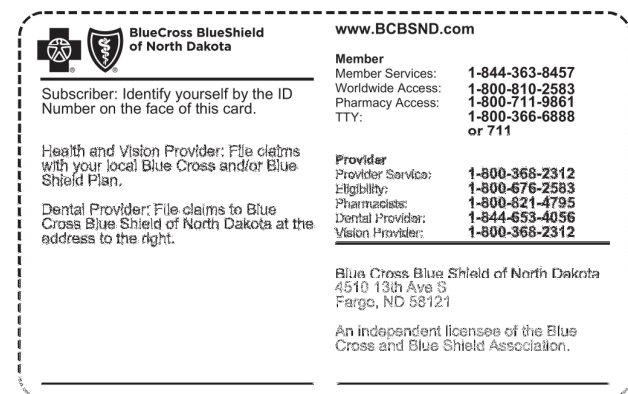 BlueCross BlueShield
of North Dakota
Subscriber: Identify yourself by the ID
Number on the face of this card.
Health and Vision Provider: File claims
with your local Blue Cross and/or Blue
Shield Plan.
Dental Provider: File claims to Blue
Cross Blue Shield of North Dakota at the
address to the right.
www.BCBSND.com
Member
Member Services: 1-844-363-8457
Worldwide Access: 1-800-810-2583
Pharmacy Access: 1-800-711-9861
TTY: 1-800-366-6888
or 711
Provider
Provider Service: 1-800-368-2312
Eligibility: 1-800-676-2583
Pharmacists: 1-800-821-4795
Dental Provider: 1-844-653-4056
Vision Provider: 1-800-368-2312
Blue Cross Blue Shield of North Dakota
4510 13th Ave S
Fargo, ND 58121
An independent licensee of the Blue
Cross and Blue Shield Association.